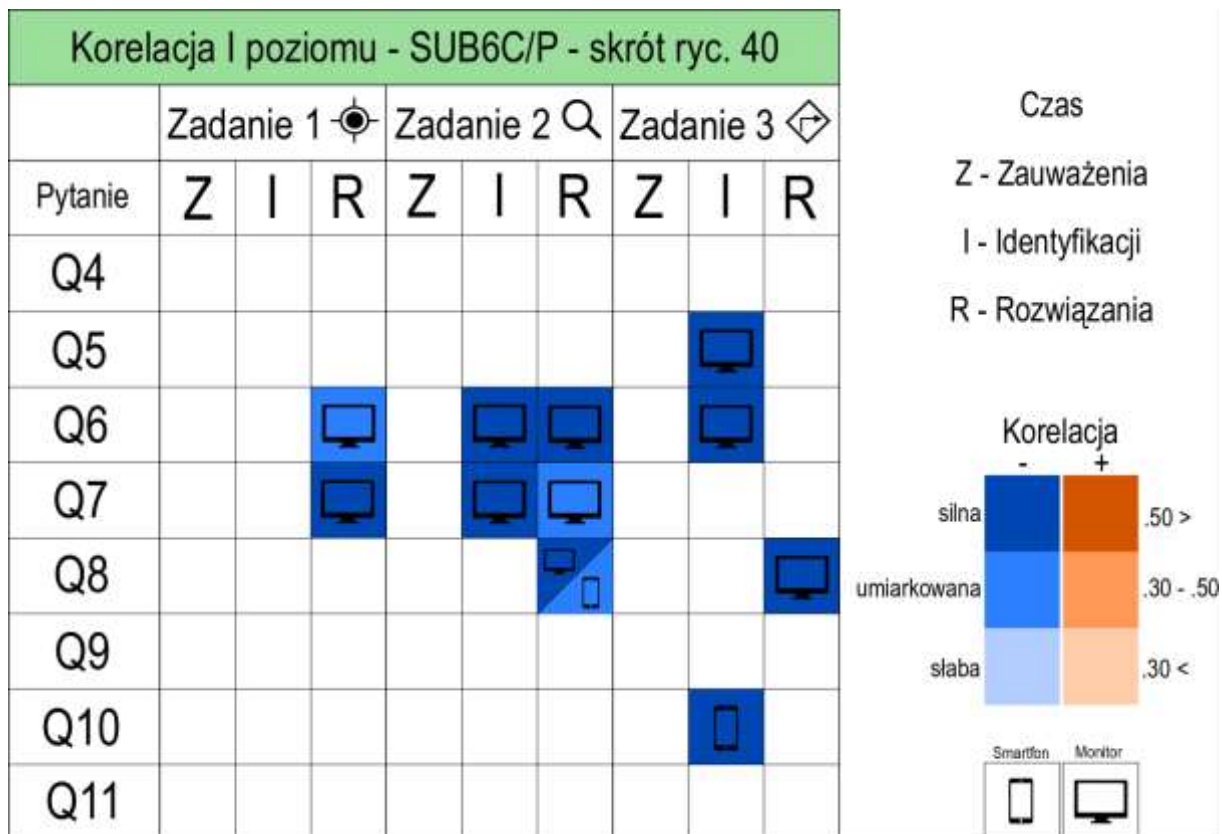 Korelacja I poziomu - SUB6C/P - skrót ryc. 40
Zadanie 1 Zadanie 2 Zadanie 3
Pytanie Z I R Z I R Z I R
Q4
Q5
Q6
Q7
Q8
Q9
Q10
Q11
Czas
Z - Zauważenia
I - Identyfikacji
R - Rozwiązania
Korelacja
- +
silna .50 >
umiarkowana .30 - .50
słaba .30 <
Smartfon Monitor